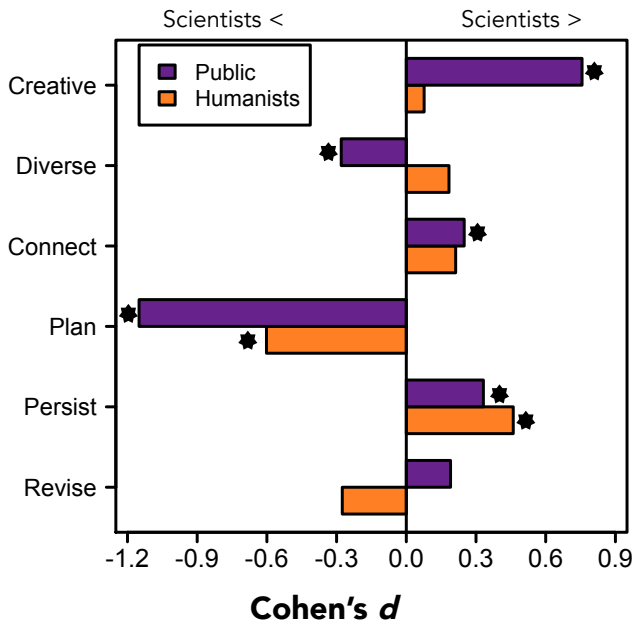 Scientists < Scientists >
Public
Humanists
Creative
Diverse
Connect
Plan
Persist
Revise
-1.2 -0.9 -0.6 -0.3 0.0 0.3 0.6 0.9
Cohen's d